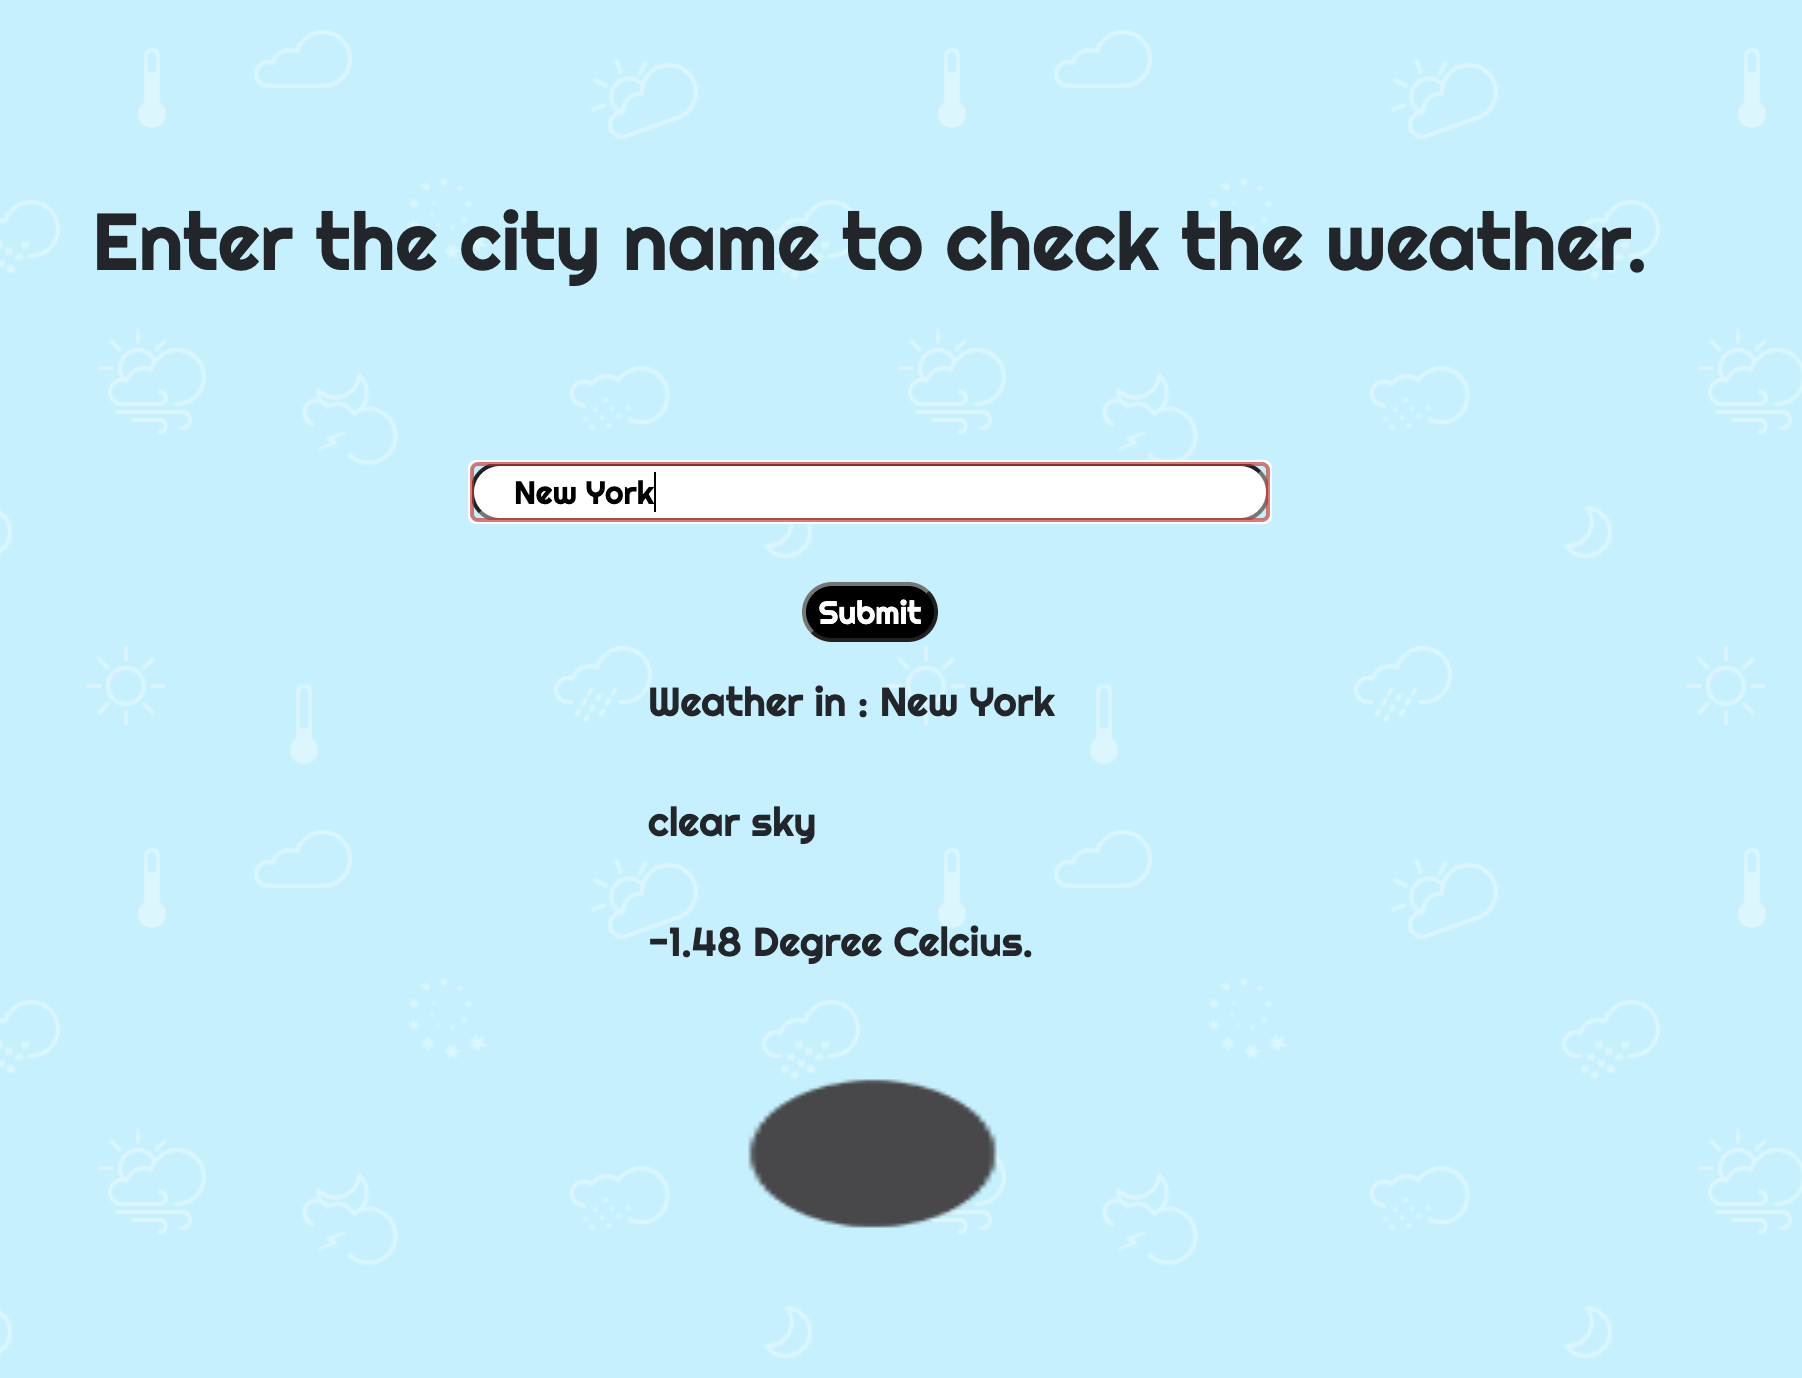 Enter the city name to check the weather.
New York
Submit
Weather in : New York
clear sky
-1.48 Degree Celcius.